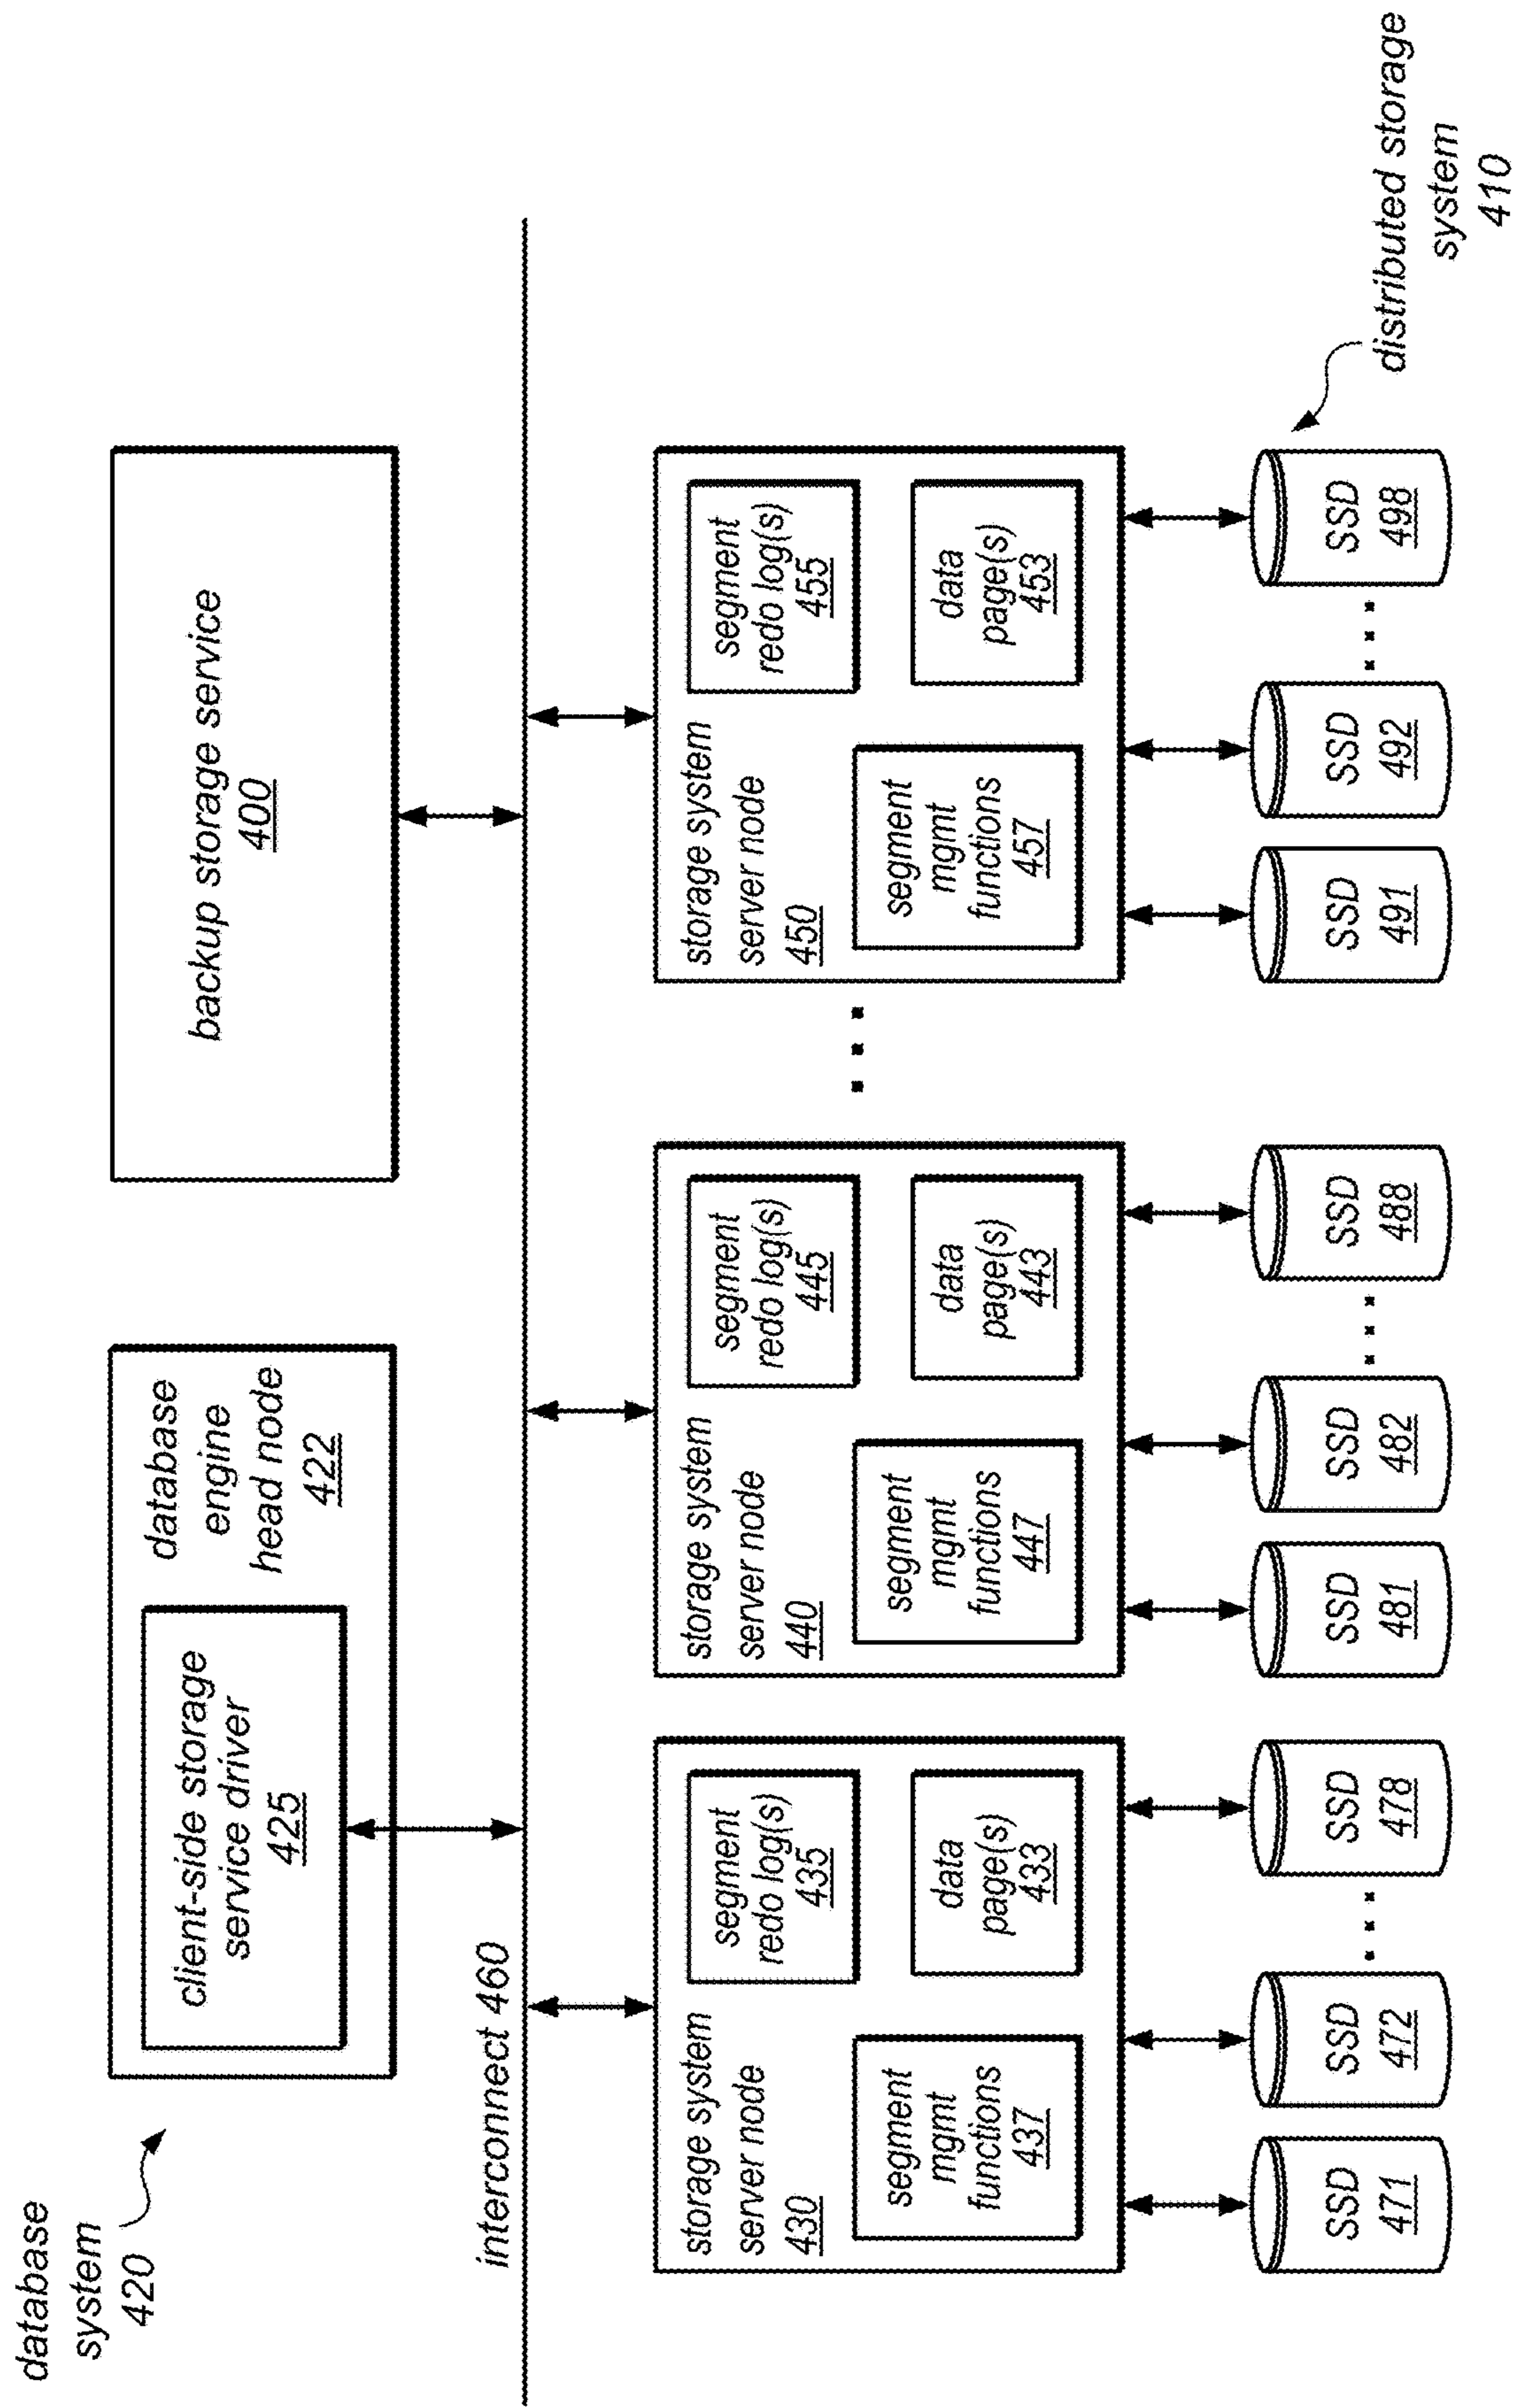 database
system
420
database
engine
head node
422
client-side storage
service driver
425
backup storage service
400
interconnect 460
storage system
server node
430
segment
redo log(s)
435
segment
mgmt
functions
437
data
page(s)
433
storage system
server node
440
segment
redo log(s)
445
segment
mgmt
functions
447
data
page(s)
443
storage system
server node
450
segment
redo log(s)
455
segment
mgmt
functions
457
data
page(s)
453
SSD
471
SSD
472
SSD
478
SSD
481
SSD
482
SSD
488
SSD
491
SSD
492
SSD
498
distributed storage
system
410